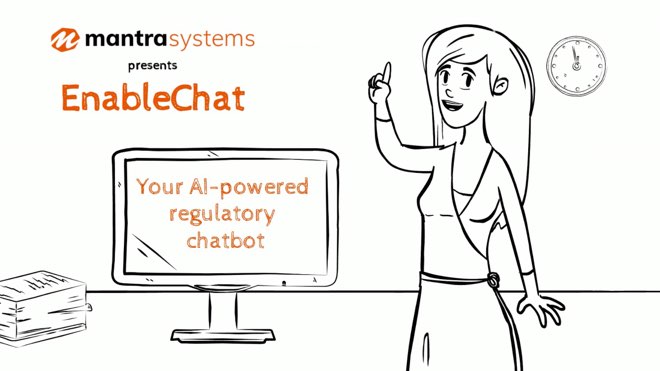 mantrasystems
presents
EnableChat
Your AI-powered
regulatory
chatbot